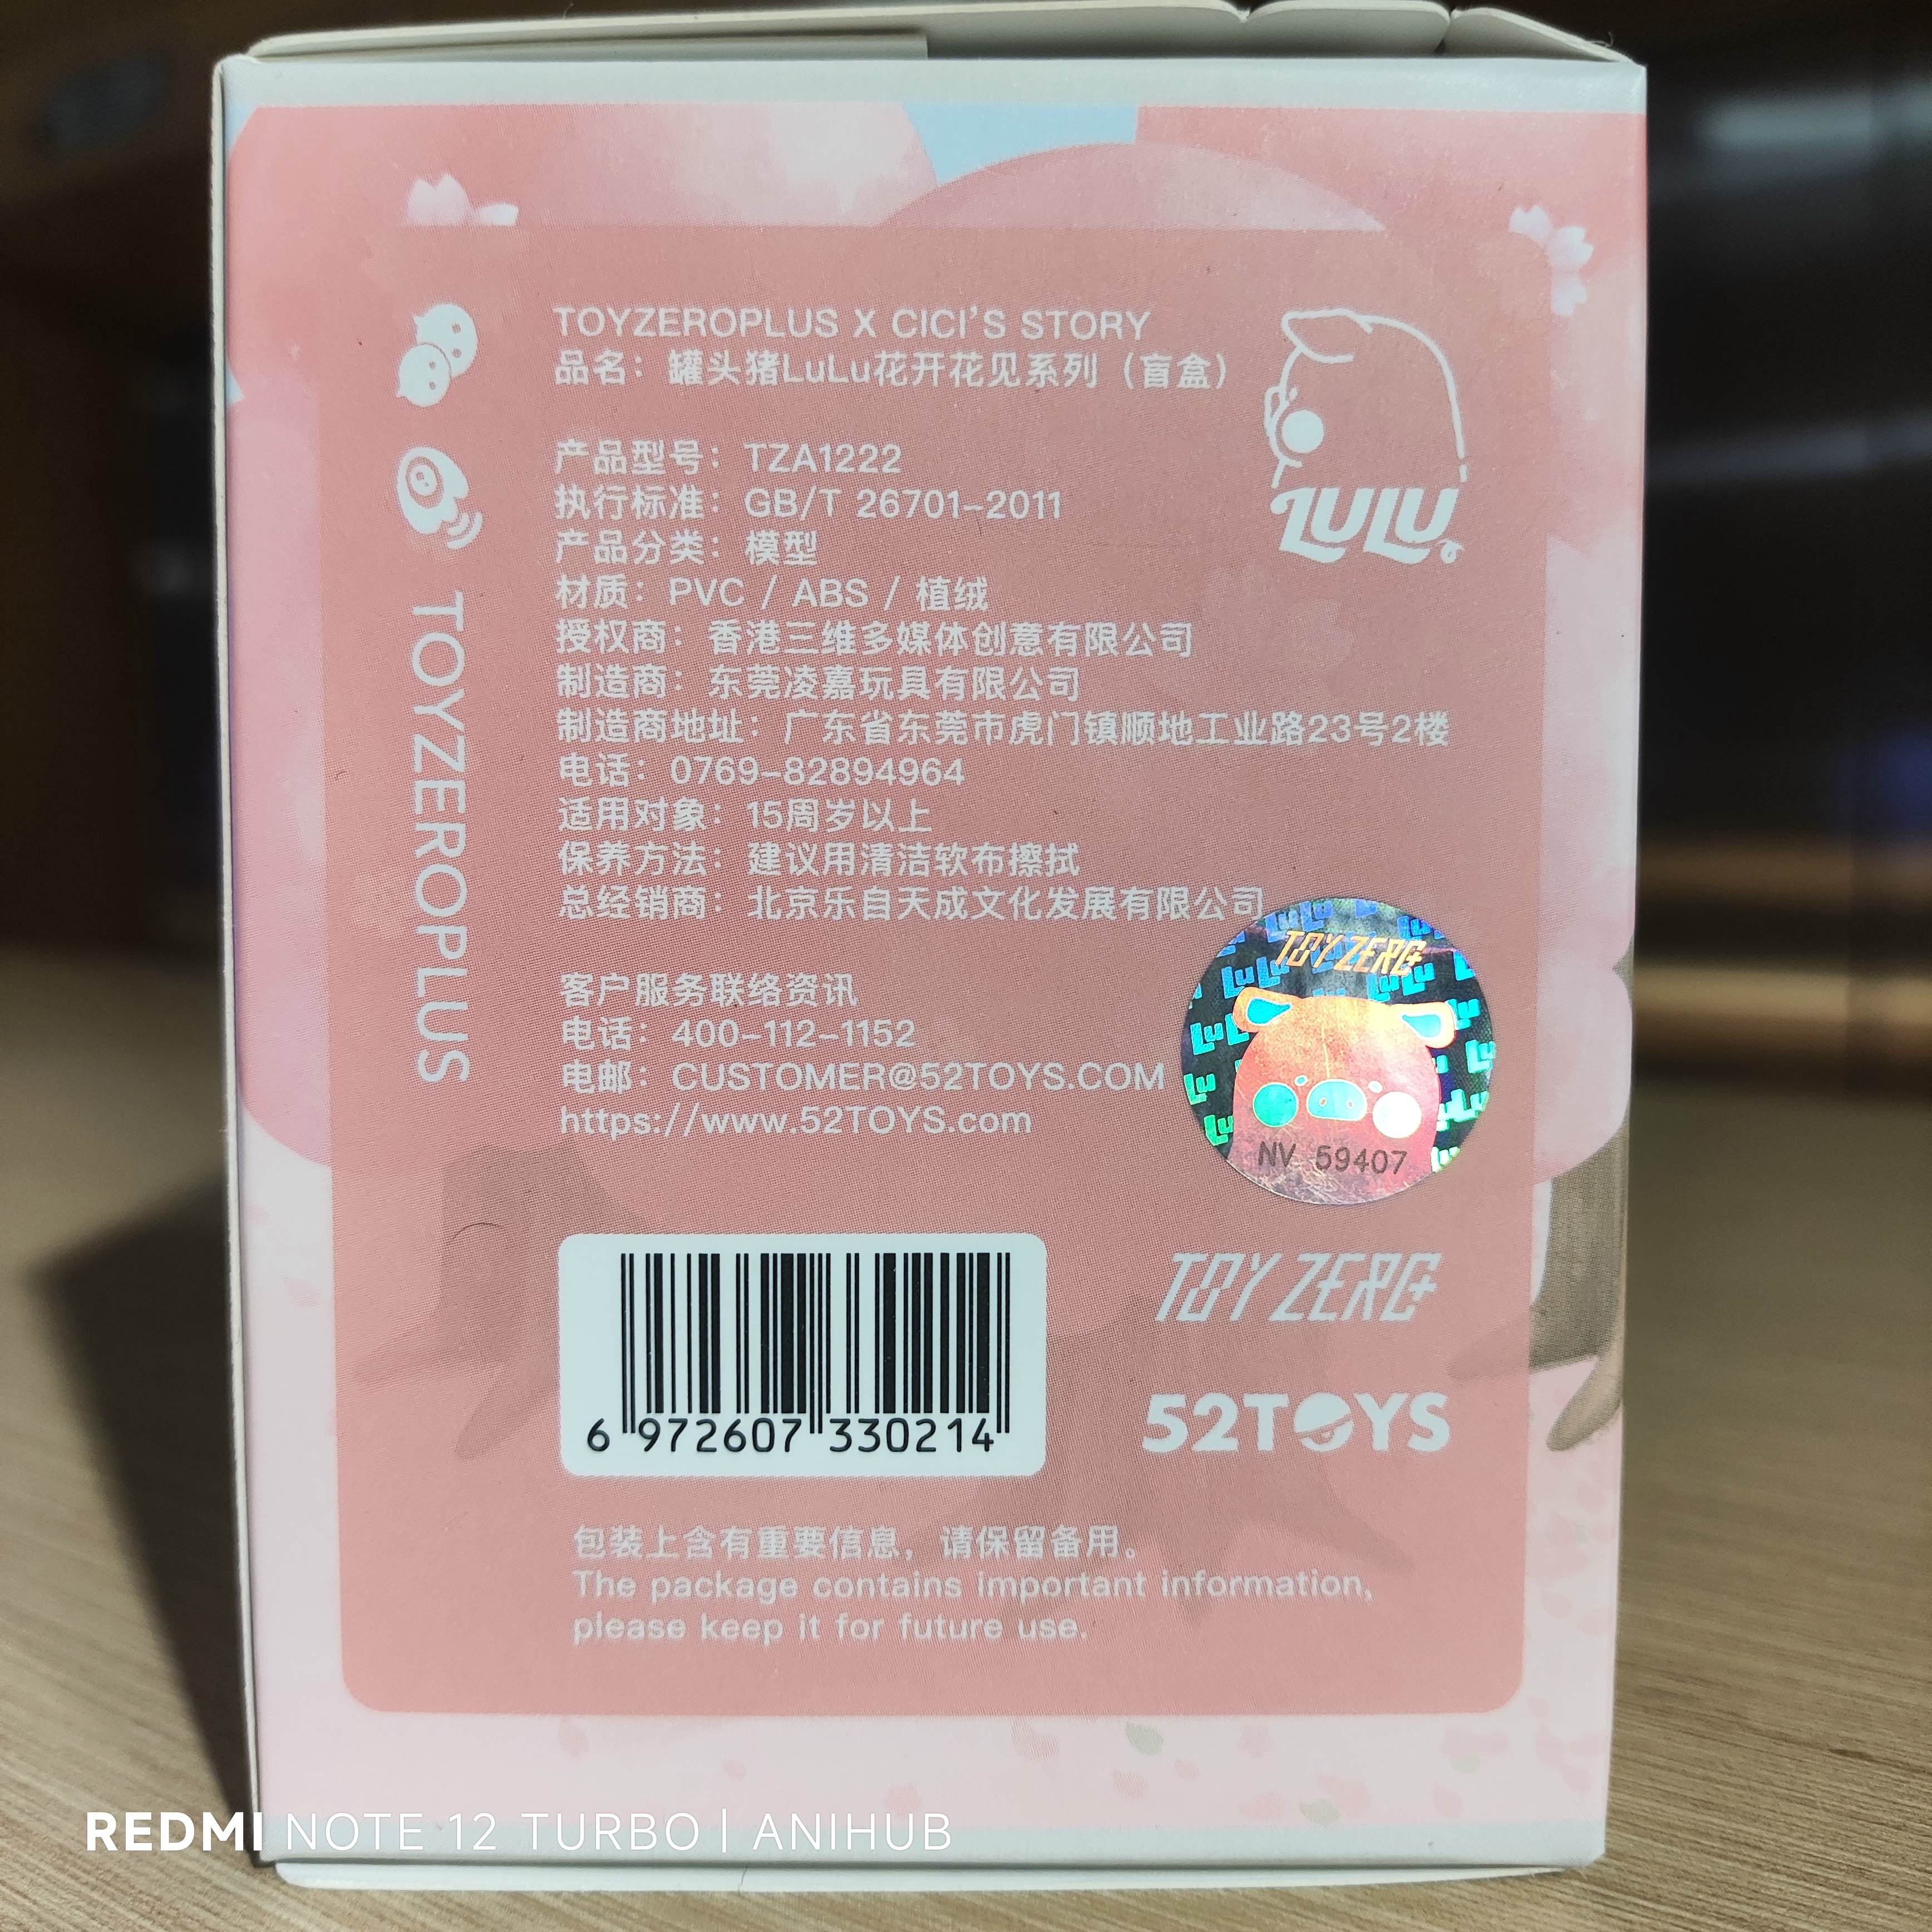 TOYZEROPLUS X CICI'S STORY
品名：罐头猪LuLu花开花见系列（盲盒）
LULU
产品型号：TZA1222
执行标准：GB/T 26701-2011
产品分类：模型
材质：PVC / ABS / 植绒
授权商：香港三维多媒体创意有限公司
制造商：东莞凌嘉玩具有限公司
制造商地址：广东省东莞市虎门镇顺地工业路23号2楼
电话：0769-82894964
适用对象：15周岁以上
保养方法：建议用清洁软布擦拭
总经销商：北京乐自天成文化发展有限公司
TOYZEROPLUS
客户服务联络资讯
电话：400-112-1152
电邮：CUSTOMER@52TOYS.COM
https://www.52TOYS.com
TOY ZERO+
LuLu
NV 59407
6 972607 330214
TOY ZERO+
52TOYS
包装上含有重要信息，请保留备用。
The package contains important information,
please keep it for future use.
REDMI NOTE 12 TURBO | ANIHUB